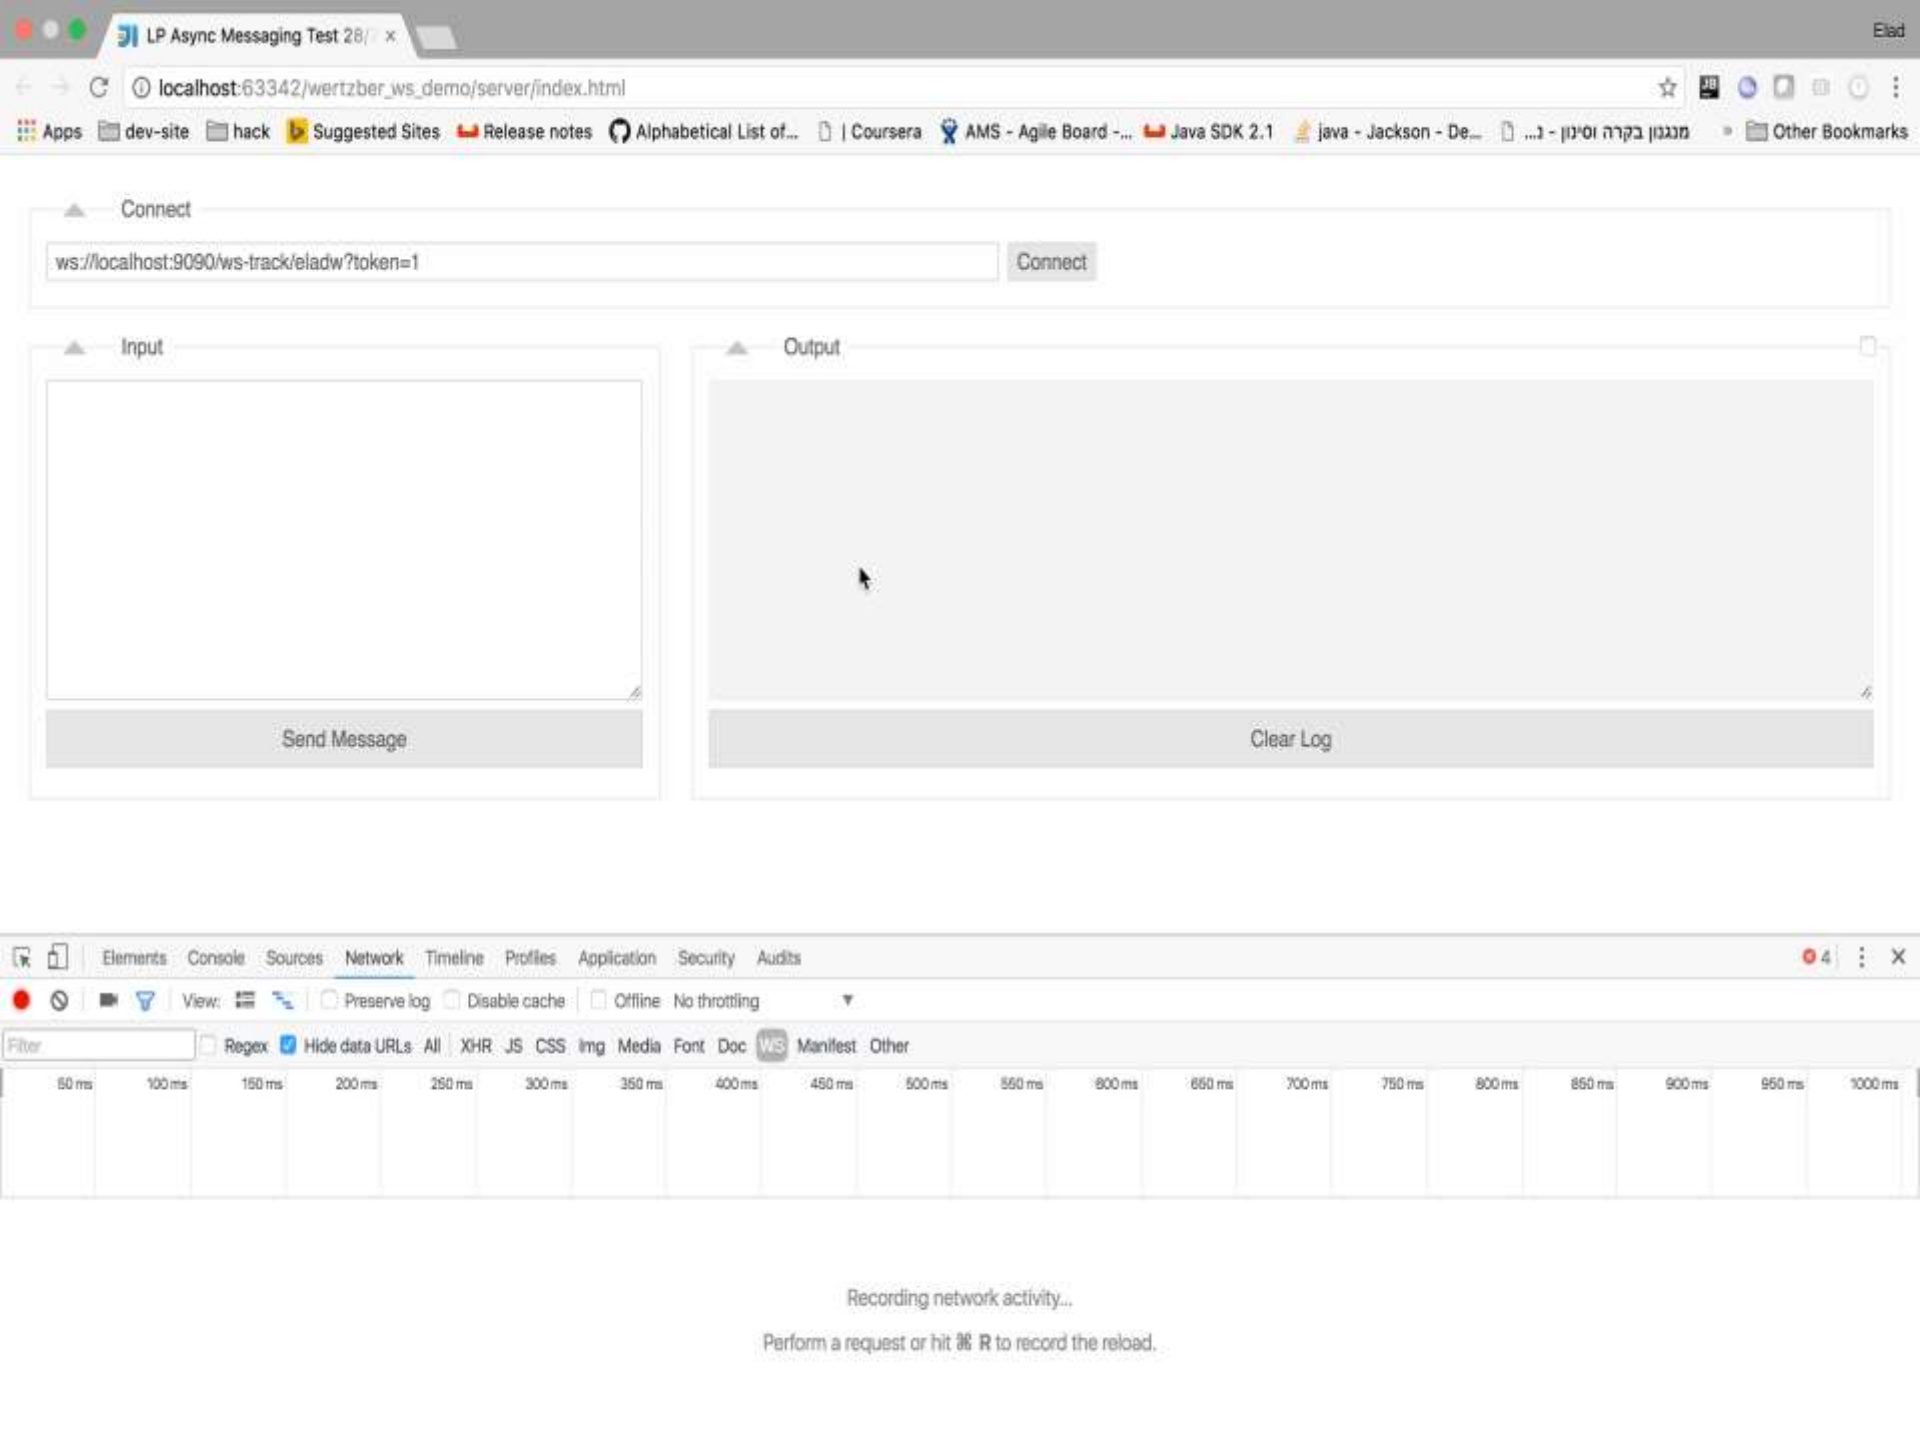 LP Async Messaging Test 28/
Elad
localhost:63342/wertzber_ws_demo/server/index.html
Apps dev-site hack Suggested Sites Release notes Alphabetical List of... | Coursera AMS - Agile Board -... Java SDK 2.1 java - Jackson - De... מנגנון בקרה וסינון - נ... » Other Bookmarks
Connect
ws://localhost:9090/ws-track/eladw?token=1 Connect
Input Output
Send Message Clear Log
Elements Console Sources Network Timeline Profiles Application Security Audits 4
View: Preserve log Disable cache Offline No throttling
Filter Regex Hide data URLs All XHR JS CSS Img Media Font Doc WS Manifest Other
50 ms 100 ms 150 ms 200 ms 250 ms 300 ms 350 ms 400 ms 450 ms 500 ms 550 ms 600 ms 650 ms 700 ms 750 ms 800 ms 850 ms 900 ms 950 ms 1000 ms
Recording network activity...
Perform a request or hit ⌘ R to record the reload.